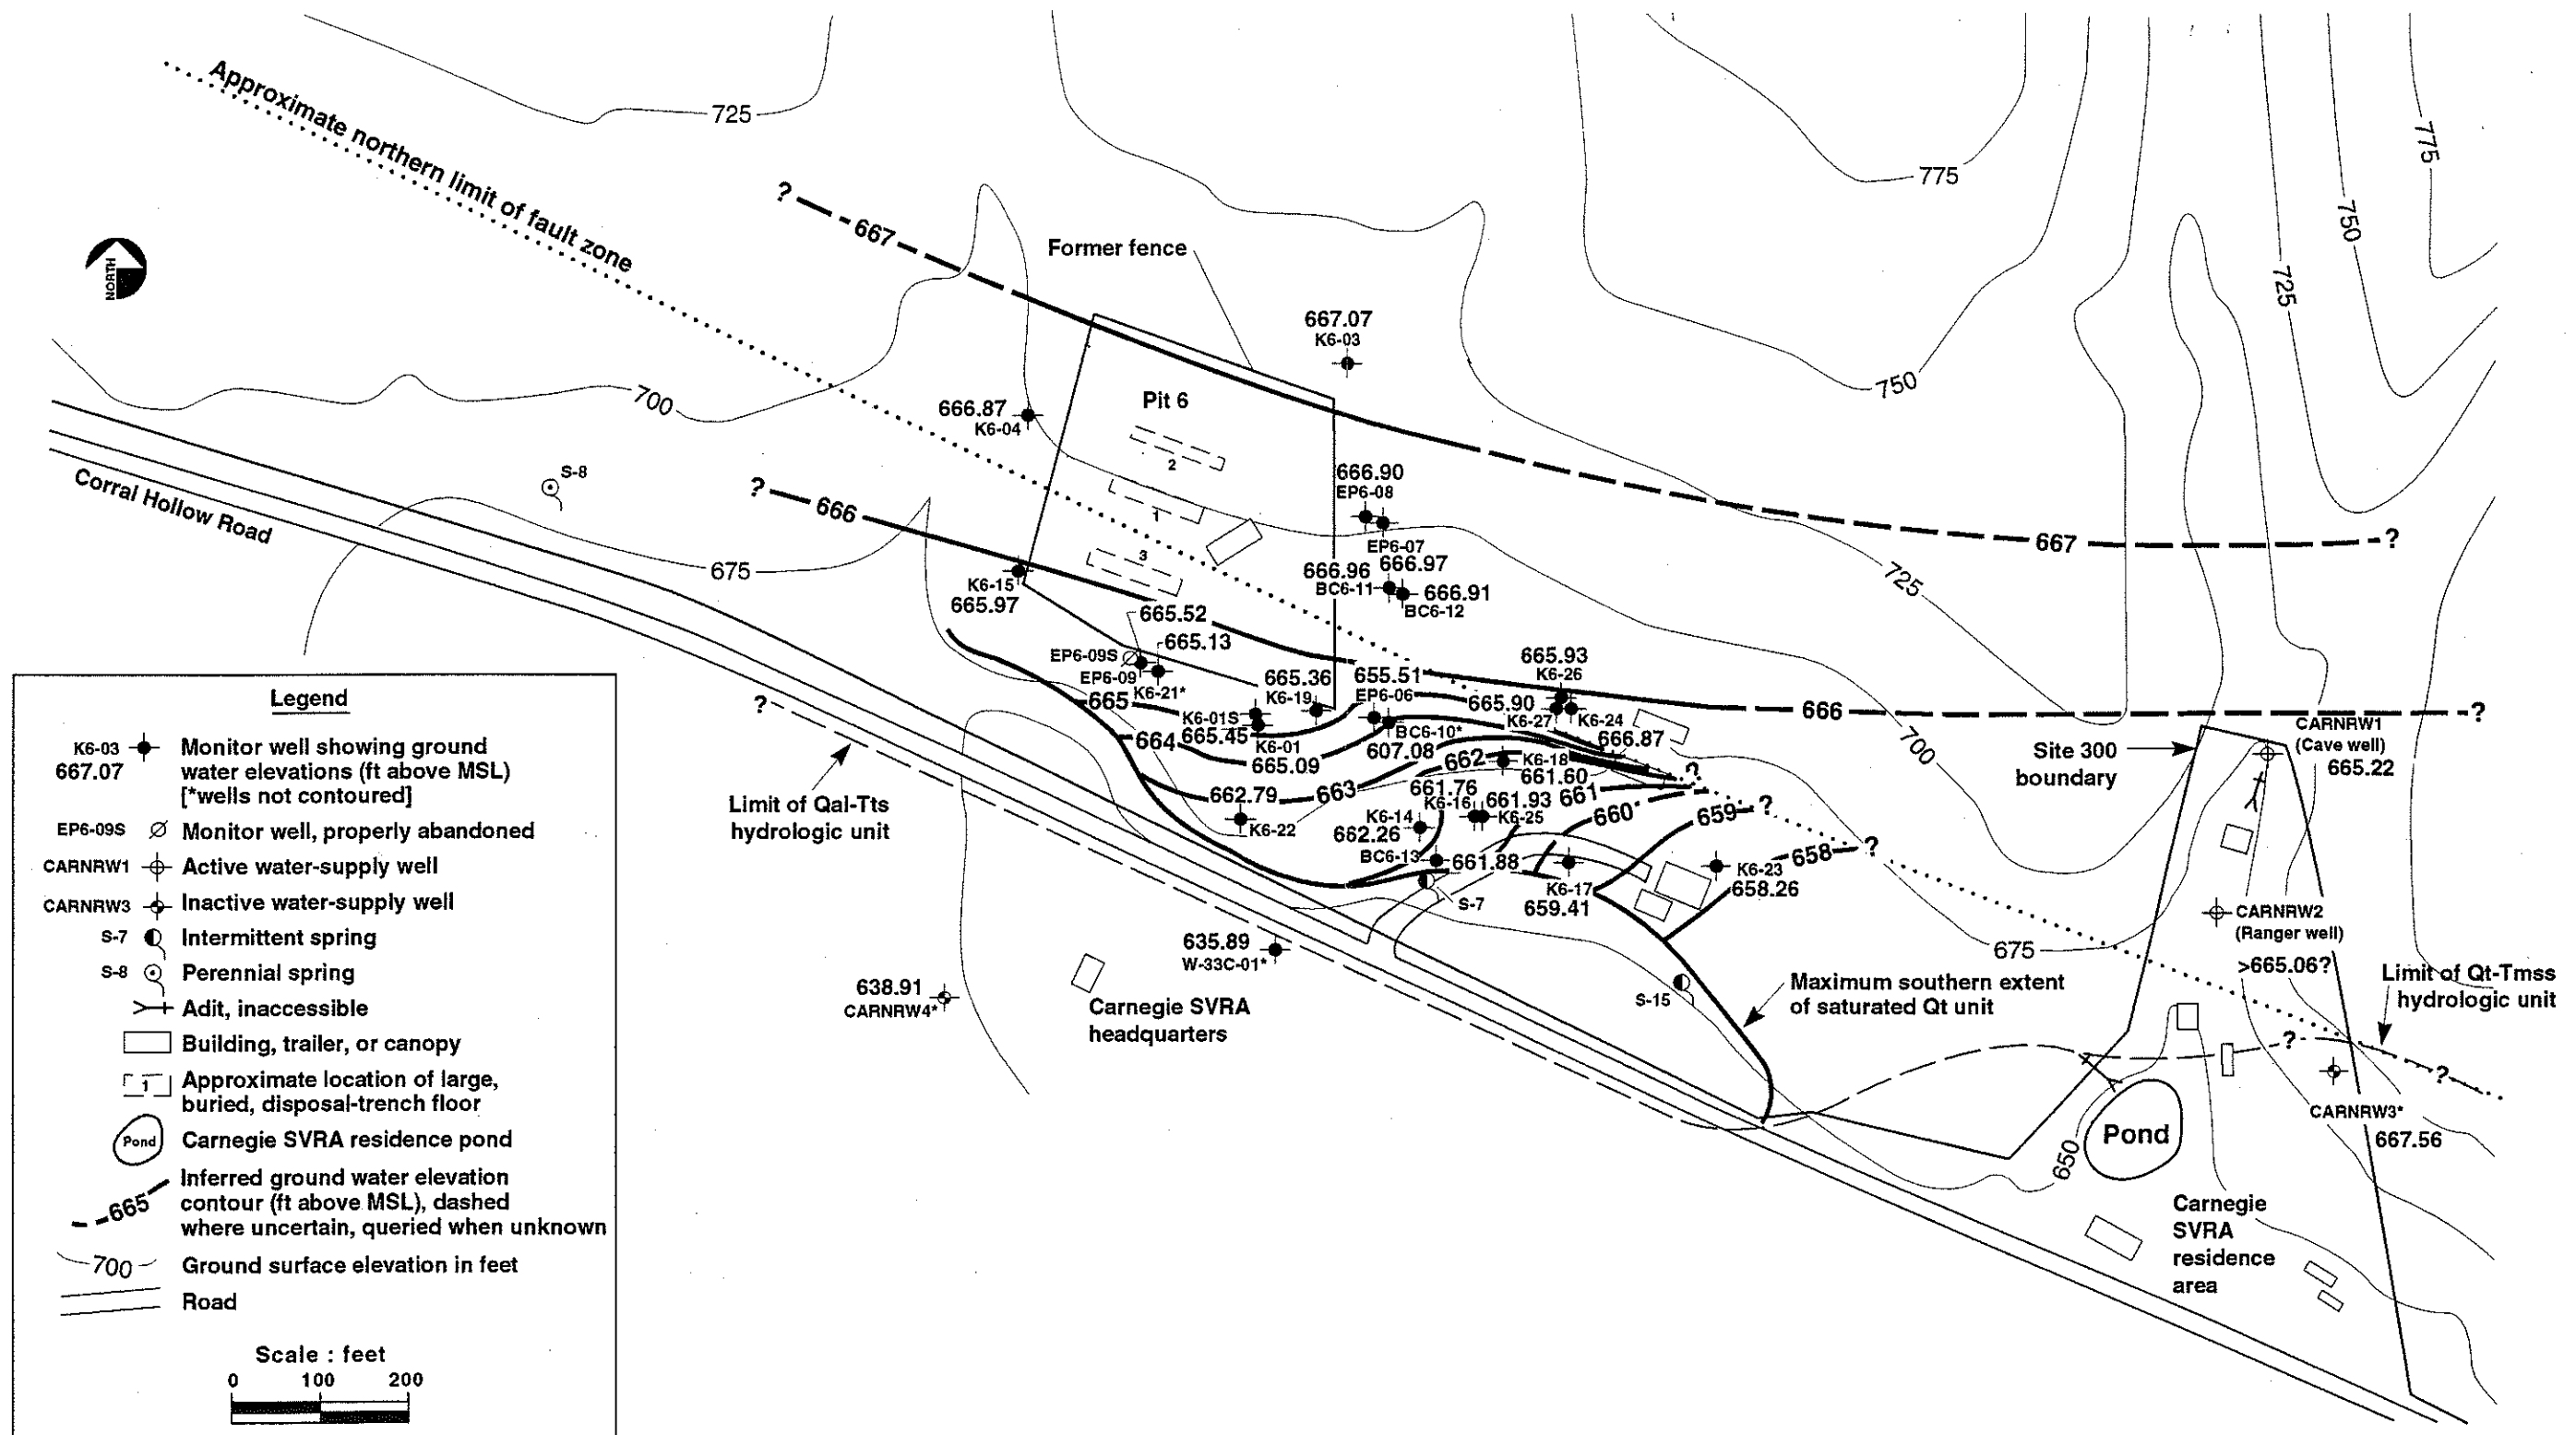 Approximate northern limit of fault zone
725
775
775
750
725
?
667
Former fence
NORTH
667.07
K6-03
750
700
666.87
K6-04
Pit 6
2
1
3
S-8
Corral Hollow Road
?
666
675
666.90
EP6-08
EP6-07
666.97
666.96
BC6-11
666.91
BC6-12
667
?
725
K6-15
665.97
665.52
665.13
EP6-09S
EP6-09
K6-21*
665
665.36
K6-19
655.51
EP6-06
665.93
K6-26
665.90
K6-27
K6-24
666.87
666
?
700
K6-01S
665.45
K6-01
664
665.09
BC6-10*
607.08
662
K6-18
661.60
?
?
Limit of Qal-Tts
hydrologic unit
662.79
K6-22
663
661.76
K6-16
661.93
K6-25
661
660
659
?
K6-14
662.26
BC6-13
661.88
S-7
K6-17
659.41
K6-23
658.26
658
?
Site 300
boundary
CARNRW1
(Cave well)
665.22
CARNRW2
(Ranger well)
>665.06?
675
Limit of Qt-Tmss
hydrologic unit
635.89
W-33C-01*
638.91
CARNRW4*
Carnegie SVRA
headquarters
S-15
Maximum southern extent
of saturated Qt unit
?
?
CARNRW3*
667.56
650
Pond
Carnegie
SVRA
residence
area
Legend
K6-03
667.07
Monitor well showing ground
water elevations (ft above MSL)
[*wells not contoured]
EP6-09S Monitor well, properly abandoned
CARNRW1 Active water-supply well
CARNRW3 Inactive water-supply well
S-7 Intermittent spring
S-8 Perennial spring
Adit, inaccessible
Building, trailer, or canopy
1 Approximate location of large,
buried, disposal-trench floor
Pond Carnegie SVRA residence pond
665 Inferred ground water elevation
contour (ft above MSL), dashed
where uncertain, queried when unknown
700 Ground surface elevation in feet
Road
Scale : feet
0 100 200